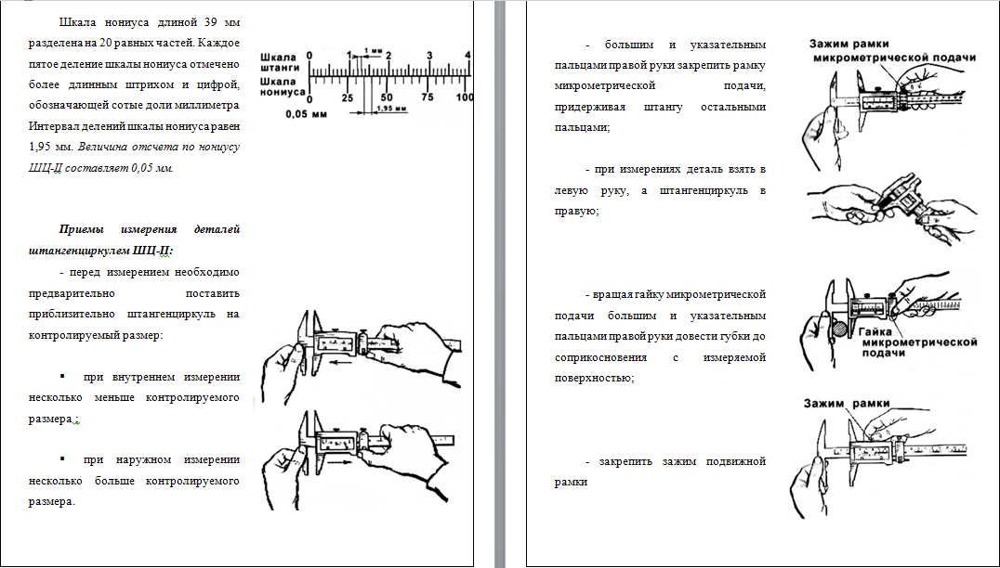 Шкала нониуса длиной 39 мм
разделена на 20 равных частей. Каждое
пятое деление шкалы нониуса отмечено
более длинным штрихом и цифрой,
обозначающей сотые доли миллиметра
Интервал делений шкалы нониуса равен
1,95 мм. Величина отсчета по нониусу
ШЦ-II составляет 0,05 мм.
Шкала штанги
0 1 1 мм 2 3 4
Шкала нониуса
0 25 50 75 100
0,05 мм 1,95 мм
Приемы измерения деталей
штангенциркулем ШЦ-II:
- перед измерением необходимо
предварительно поставить
приблизительно штангенциркуль на
контролируемый размер:
▪ при внутреннем измерении
несколько меньше контролируемого
размера.;
▪ при наружном измерении
несколько больше контролируемого
размера.
- большим и указательным
пальцами правой руки закрепить рамку
микрометрической подачи,
придерживая штангу остальными
пальцами;
Зажим рамки
микрометрической подачи
- при измерениях деталь взять в
левую руку, а штангенциркуль в
правую;
- вращая гайку микрометрической
подачи большим и указательным
пальцами правой руки довести губки до
соприкосновения с измеряемой
поверхностью;
Гайка
микрометрической
подачи
Зажим рамки
- закрепить зажим подвижной
рамки